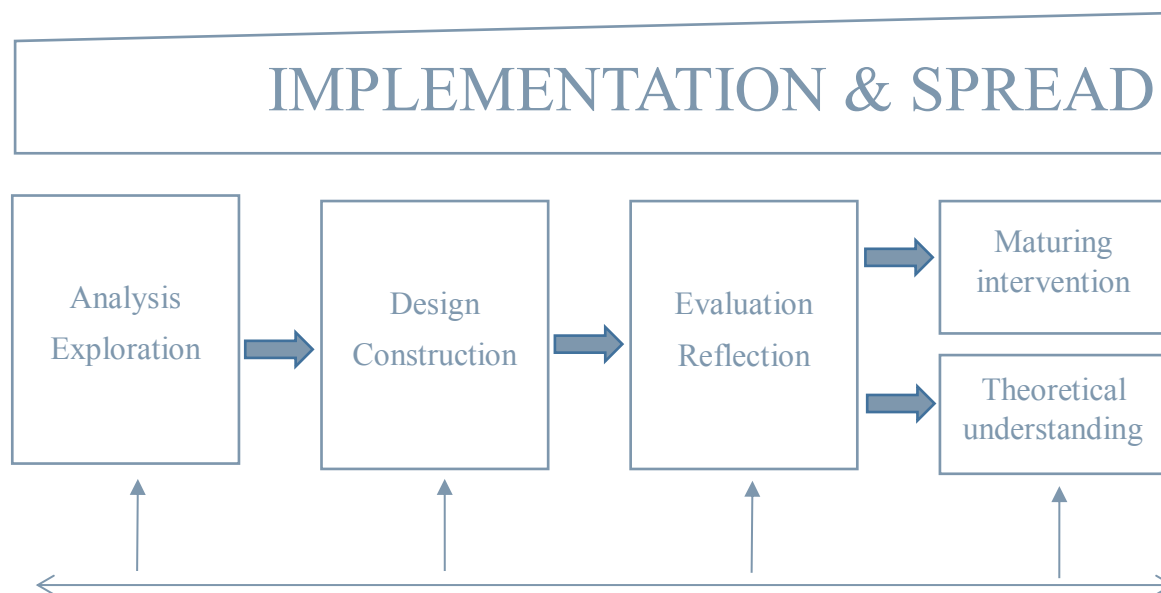 IMPLEMENTATION & SPREAD
Analysis
Exploration
Design
Construction
Evaluation
Reflection
Maturing
intervention
Theoretical
understanding